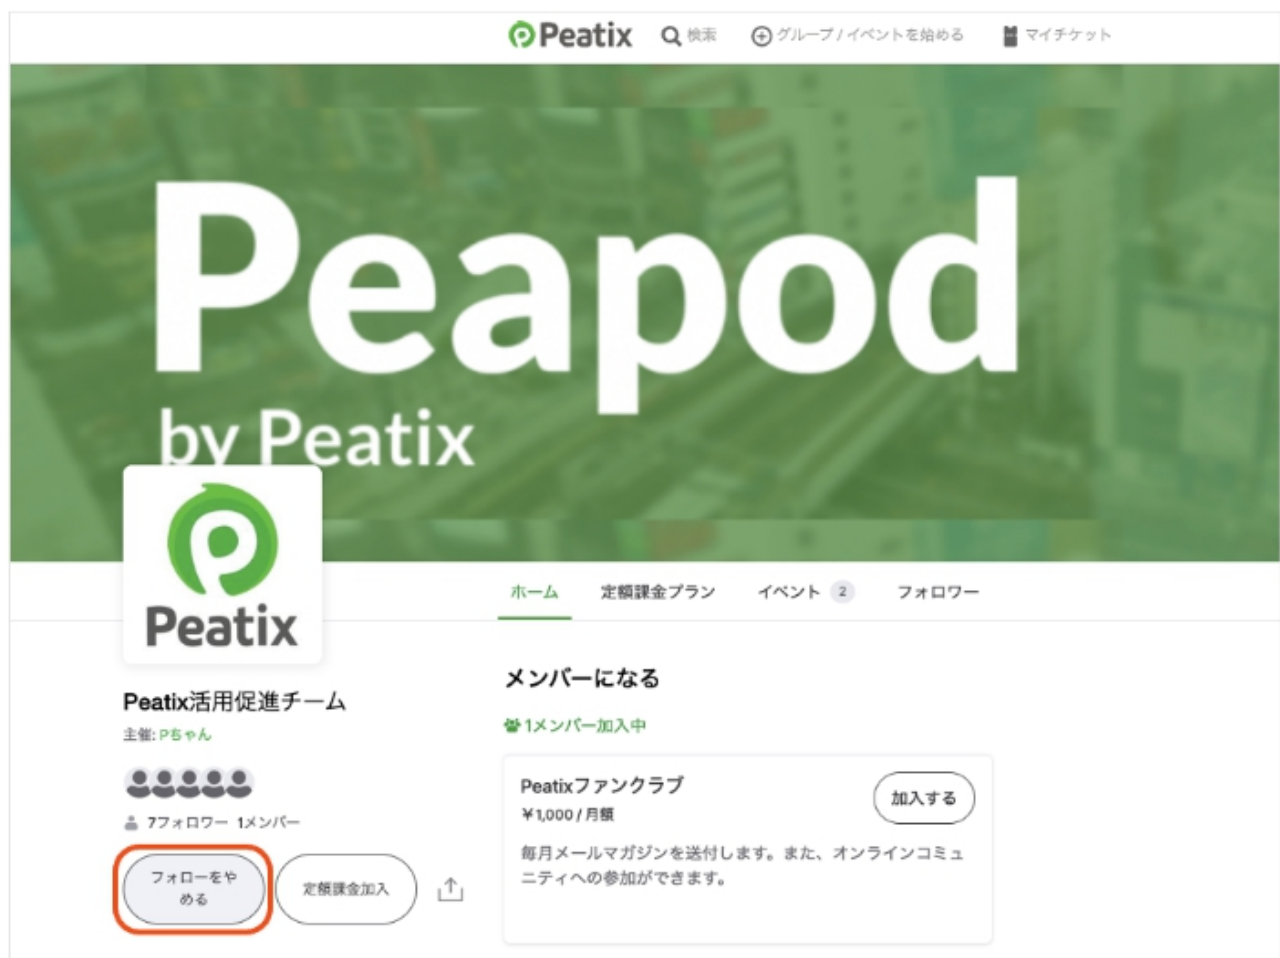 Peatix 検索 グループ / イベントを始める マイチケット
Peapod
by Peatix
Peatix
ホーム 定額課金プラン イベント 2 フォロワー
Peatix活用促進チーム
主催: Pちゃん
7フォロワー 1メンバー
フォローをや
める
定額課金加入
メンバーになる
1メンバー加入中
Peatixファンクラブ
¥1,000 / 月額
加入する
毎月メールマガジンを送付します。また、オンラインコミュ
ニティへの参加ができます。